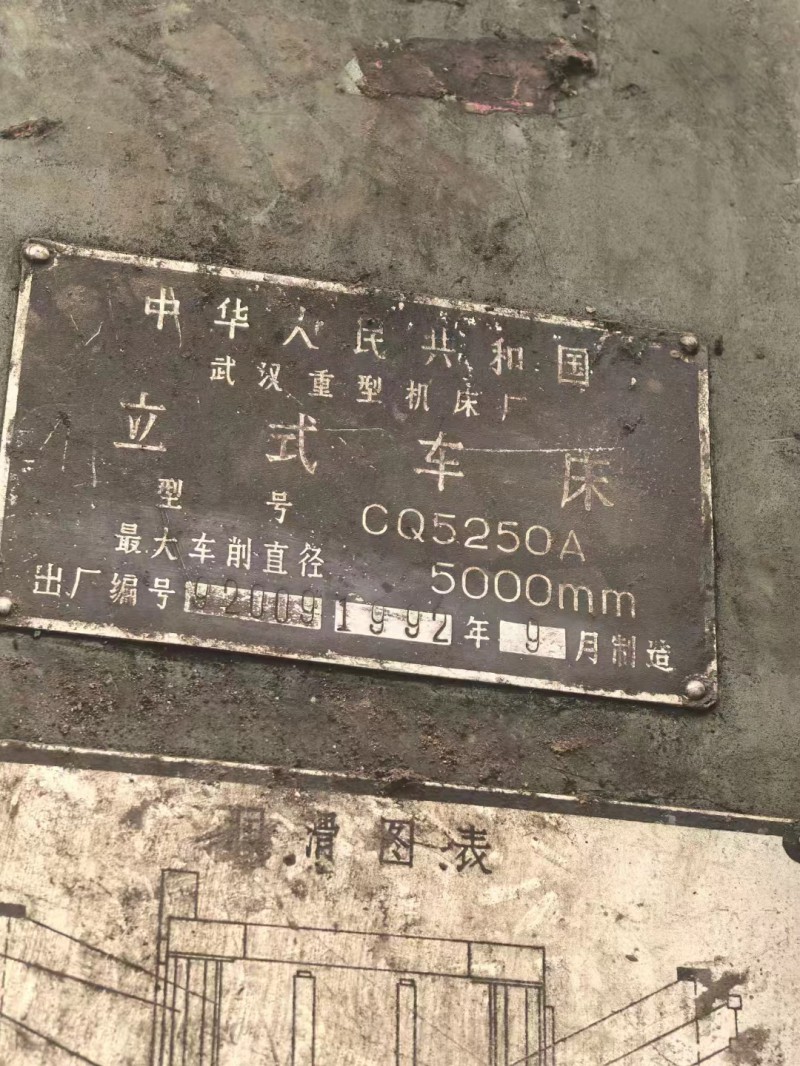 中华人民共和国
武汉重型机床厂
立式车床
型号 CQ5250A
最大车削直径 5000mm
出厂编号 92009 1992年9月制造
润滑图表